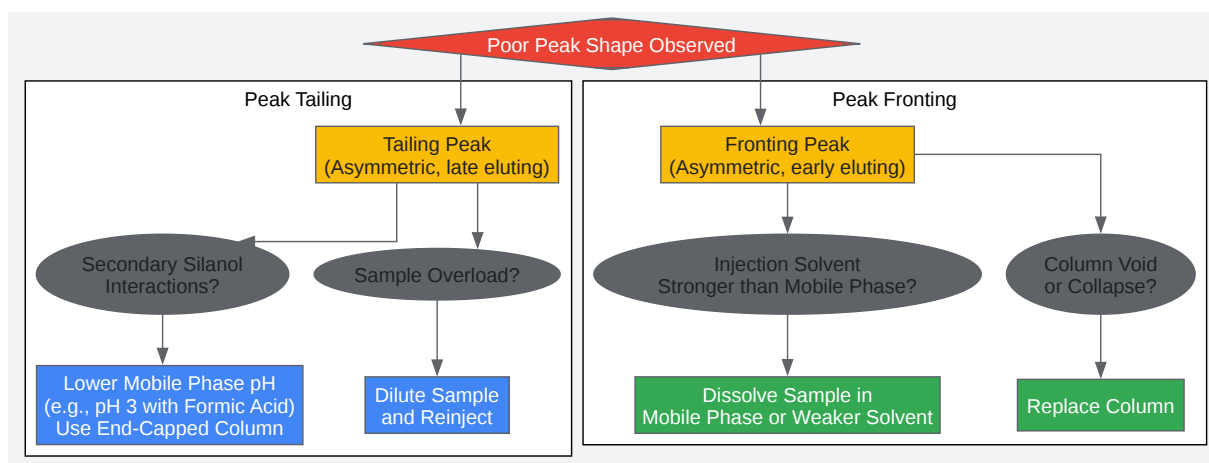 Poor Peak Shape Observed
Peak Tailing
Tailing Peak
(Asymmetric, late eluting)
Secondary Silanol
Interactions?
Sample Overload?
Lower Mobile Phase pH
(e.g., pH 3 with Formic Acid)
Use End-Capped Column
Dilute Sample
and Reinject
Peak Fronting
Fronting Peak
(Asymmetric, early eluting)
Injection Solvent
Stronger than Mobile Phase?
Column Void
or Collapse?
Dissolve Sample in
Mobile Phase or Weaker Solvent
Replace Column